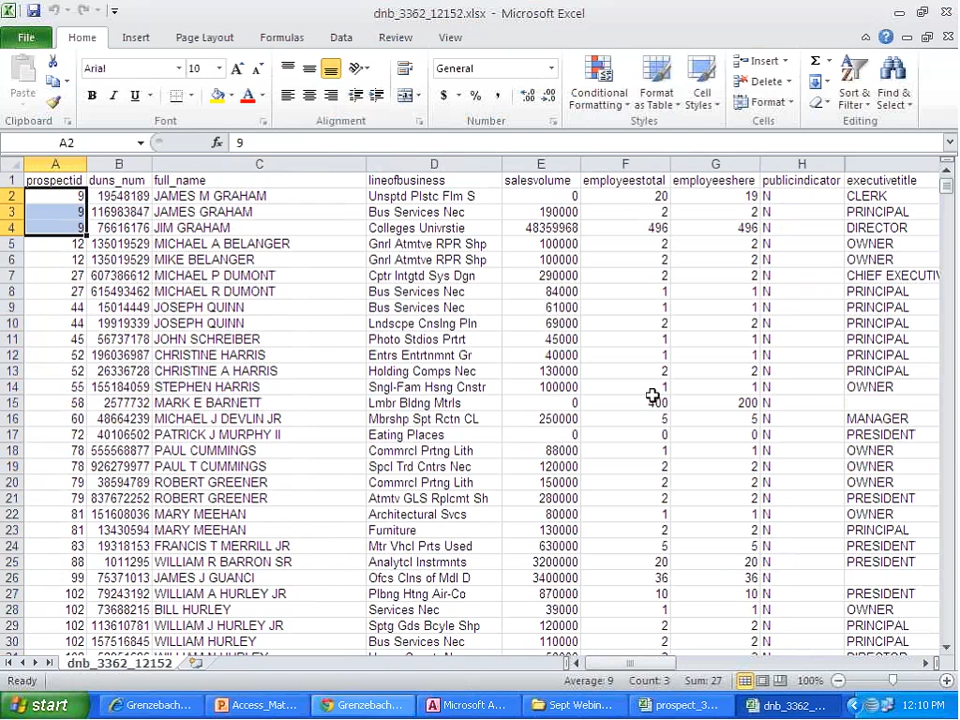 dnb_3362_12152.xlsx - Microsoft Excel
File Home Insert Page Layout Formulas Data Review View
Paste Arial 10 General Conditional Formatting Format as Table Cell Styles Insert Delete Format Sort & Filter Find & Select
Clipboard Font Alignment Number Styles Cells Editing
A2 fx 9
A B C D E F G H
1 prospectid duns_num full_name lineofbusiness salesvolume employeestotal employeeshere publicindicator executivetitle
2 9 19548189 JAMES M GRAHAM Unsptd Plstc Flm S 0 20 19 N CLERK
3 9 116983847 JAMES GRAHAM Bus Services Nec 190000 2 2 N PRINCIPAL
4 9 76616176 JIM GRAHAM Colleges Univrstie 48359968 496 496 N DIRECTOR
5 12 135019529 MICHAEL A BELANGER Gnrl Atmtve RPR Shp 100000 2 2 N OWNER
6 12 135019529 MIKE BELANGER Gnrl Atmtve RPR Shp 100000 2 2 N OWNER
7 27 607386612 MICHAEL P DUMONT Cptr Intgtd Sys Dgn 290000 2 2 N CHIEF EXECUTIV
8 27 615493462 MICHAEL R DUMONT Bus Services Nec 84000 1 1 N PRINCIPAL
9 44 15014449 JOSEPH QUINN Bus Services Nec 61000 1 1 N PRINCIPAL
10 44 19919339 JOSEPH QUINN Landscpe Cnslng Pln 69000 2 2 N PRINCIPAL
11 45 56737178 JOHN SCHREIBER Photo Stdios Prtrt 45000 1 1 N PRINCIPAL
12 52 196036987 CHRISTINE HARRIS Entrs Entrtnmnt Gr 40000 1 1 N PRINCIPAL
13 52 26336728 CHRISTINE A HARRIS Holding Comps Nec 130000 2 2 N PRINCIPAL
14 55 155184059 STEPHEN HARRIS Sngl-Fam Hsng Cnstr 100000 1 1 N OWNER
15 58 2577732 MARK E BARNETT Lmbr Bldng Mtrls 0 400 200 N
16 60 48664239 MICHAEL J DEVLIN JR Mbrshp Spt Rctn CL 250000 5 5 N MANAGER
17 72 40106502 PATRICK J MURPHY II Eating Places 0 0 0 N PRESIDENT
18 78 555568877 PAUL CUMMINGS Commcrl Prtng Lith 88000 1 1 N OWNER
19 78 926279977 PAUL T CUMMINGS Spcl Trd Cntrs Nec 120000 2 2 N OWNER
20 79 38594789 ROBERT GREENER Commcrl Prtng Lith 150000 2 2 N OWNER
21 79 837672252 ROBERT GREENER Atmtv GLS Rplcmt Sh 280000 2 2 N PRESIDENT
22 81 151608036 MARY MEEHAN Architectural Svcs 80000 1 1 N OWNER
23 81 13430594 MARY MEEHAN Furniture 130000 2 2 N PRINCIPAL
24 83 19318153 FRANCIS T MERRILL JR Mtr Vhcl Prts Used 630000 5 5 N PRESIDENT
25 88 1011295 WILLIAM R BARRON SR Analytcl Instrmnts 3200000 20 20 N PRESIDENT
26 99 75371013 JAMES J GUANCI Ofcs Clns of Mdl D 3400000 36 36 N
27 102 79243192 WILLIAM A HURLEY JR Plbng Htng Air-Co 870000 10 10 N PRESIDENT
28 102 73688215 BILL HURLEY Services Nec 39000 1 1 N OWNER
29 102 113610781 WILLIAM J HURLEY JR Sptg Gds Bcyle Shp 120000 2 2 N PRINCIPAL
30 102 157516845 WILLIAM HURLEY Bus Services Nec 110000 2 2 N PRINCIPAL
dnb_3362_12152
Ready Average: 9 Count: 3 Sum: 27 100%
start Grenzebach... Access_Mat... Grenzebac... Microsoft A... Sept Webin... prospect_3... dnb_3362_... 12:10 PM